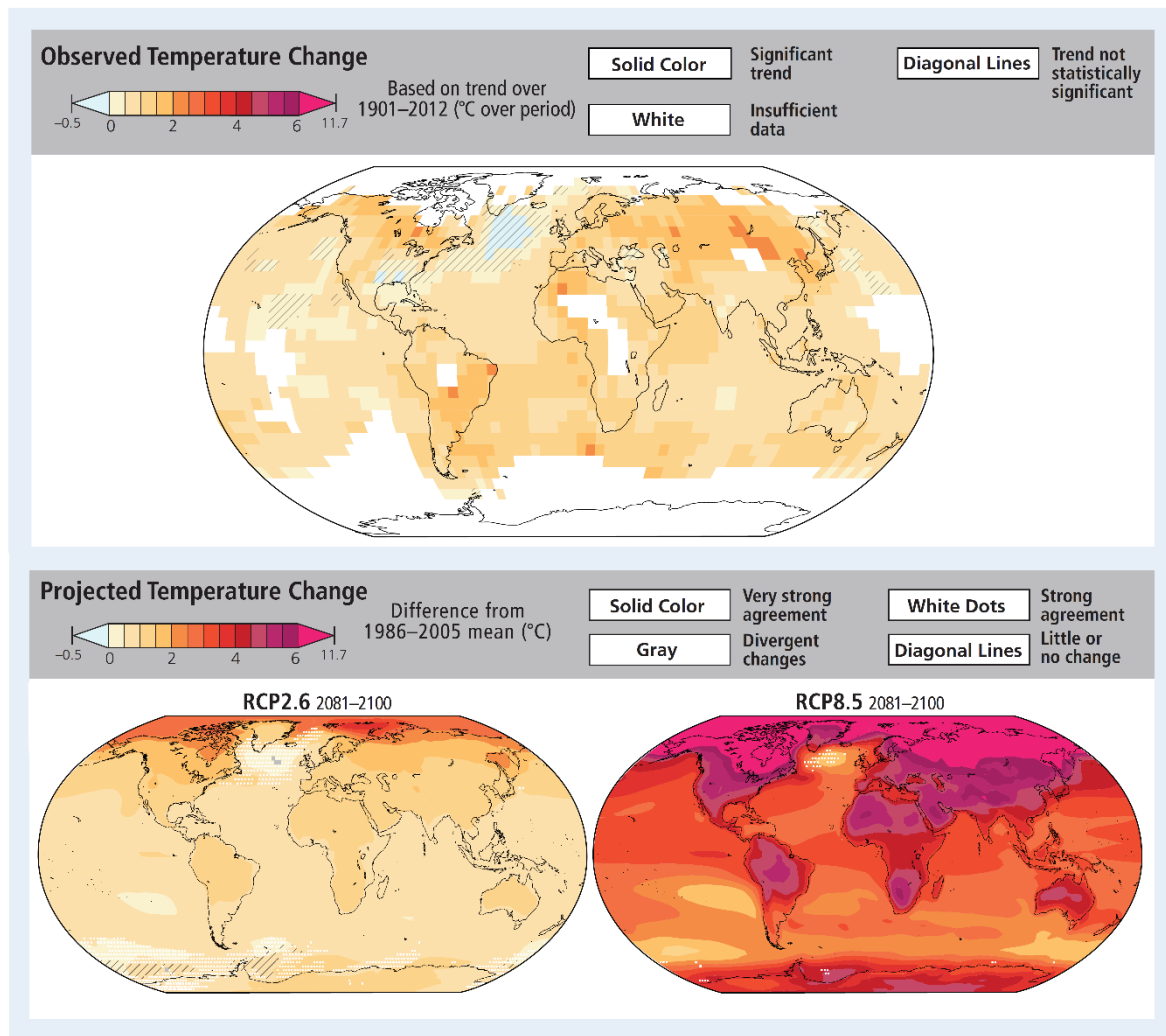 Observed Temperature Change
Based on trend over
1901–2012 (°C over period)
–0.5 0 2 4 6 11.7
Solid Color
Significant
trend
Diagonal Lines
Trend not
statistically
significant
White
Insufficient
data
Projected Temperature Change
Difference from
1986–2005 mean (°C)
–0.5 0 2 4 6 11.7
Solid Color
Very strong
agreement
White Dots
Strong
agreement
Gray
Divergent
changes
Diagonal Lines
Little or
no change
RCP2.6 2081–2100
RCP8.5 2081–2100